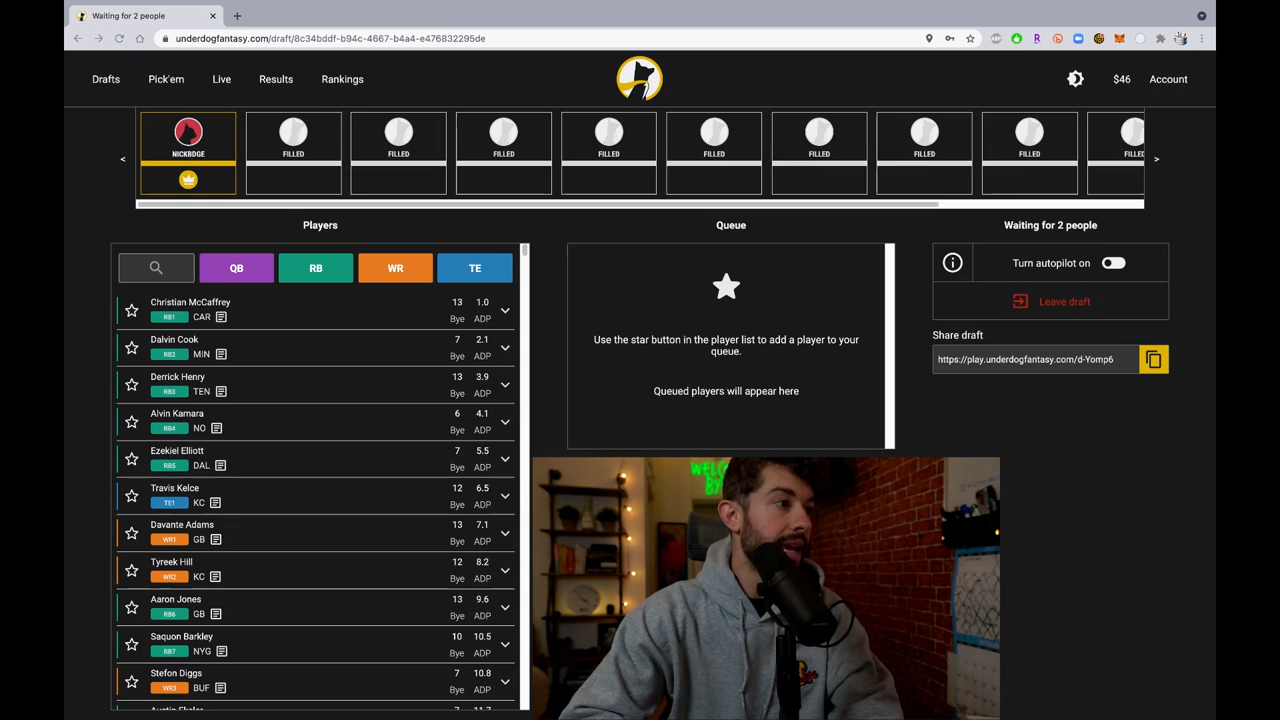 Waiting for 2 people
underdogfantasy.com/draft/8c34bddf-b94c-4667-b4a4-e476832295de
Drafts Pick'em Live Results Rankings $46 Account
NICKBDGE FILLED FILLED FILLED FILLED FILLED FILLED FILLED FILLED FILLED
< >
Players Queue Waiting for 2 people
QB RB WR TE
Turn autopilot on
Leave draft
Share draft
https://play.underdogfantasy.com/d-Yomp6
Use the star button in the player list to add a player to your
queue.
Queued players will appear here
Christian McCaffrey 13 1.0
RB1 CAR Bye ADP
Dalvin Cook 7 2.1
RB2 MIN Bye ADP
Derrick Henry 13 3.9
RB3 TEN Bye ADP
Alvin Kamara 6 4.1
RB4 NO Bye ADP
Ezekiel Elliott 7 5.5
RB5 DAL Bye ADP
Travis Kelce 12 6.5
TE1 KC Bye ADP
Davante Adams 13 7.1
WR1 GB Bye ADP
Tyreek Hill 12 8.2
WR2 KC Bye ADP
Aaron Jones 13 9.6
RB6 GB Bye ADP
Saquon Barkley 10 10.5
RB7 NYG Bye ADP
Stefon Diggs 7 10.8
WR3 BUF Bye ADP